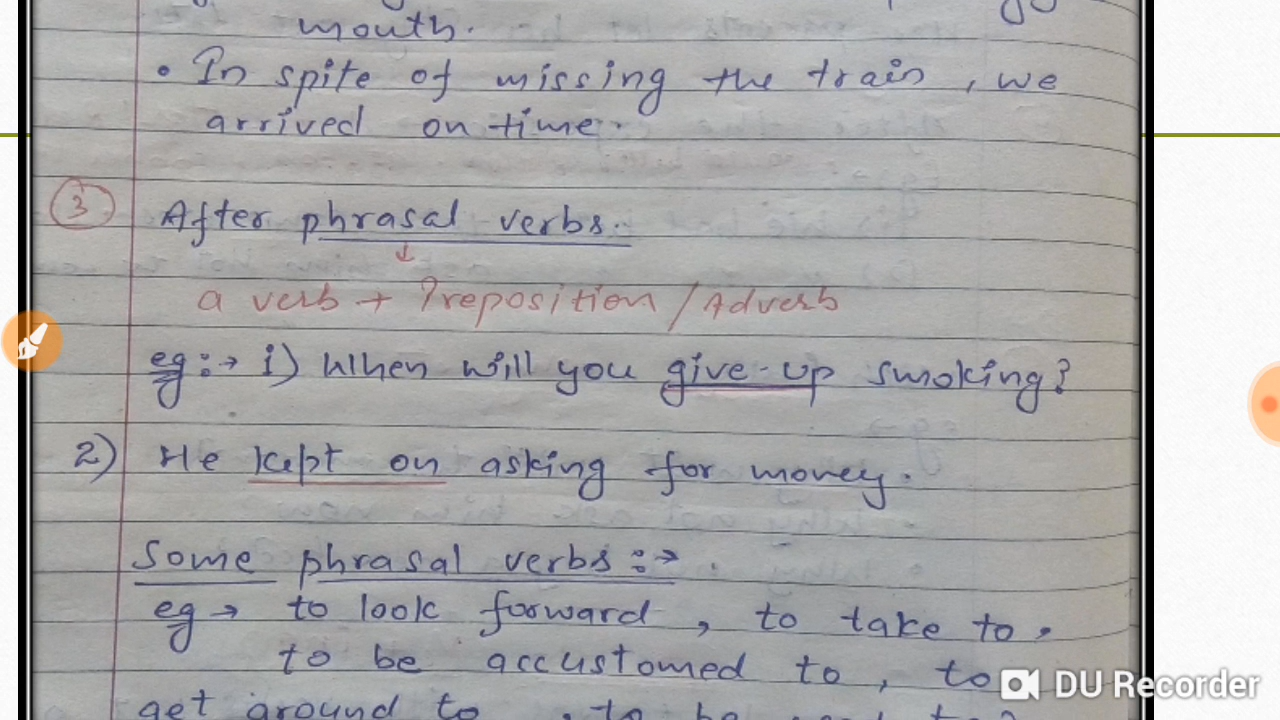 mouth.
• In spite of missing the train, we
arrived on time.
3
After phrasal verbs.
↓
a verb + Preposition / Adverb
eg:→ i) When will you give-up smoking?
2) He kept on asking for money.
Some phrasal verbs :→
eg → to look forward, to take to,
to be accustomed to, to
get around to, to be
DU Recorder